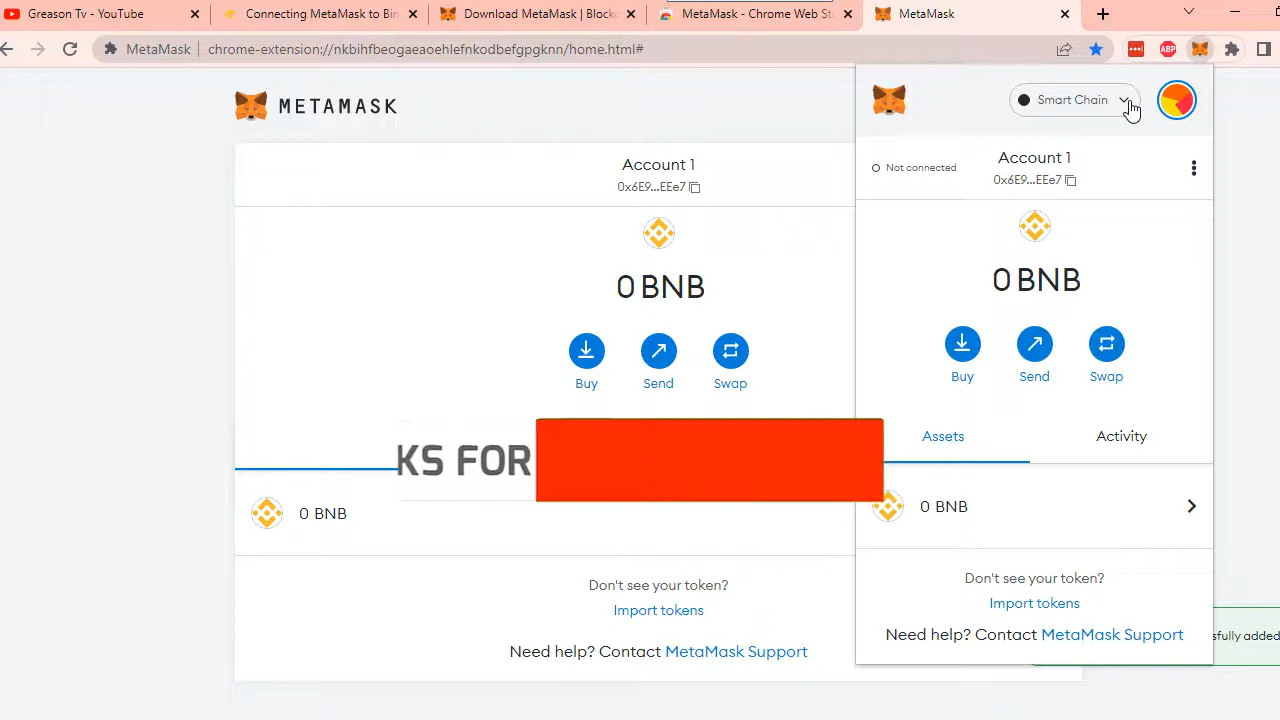 Greason Tv - YouTube
Connecting MetaMask to Bin
Download MetaMask | Blocke
MetaMask - Chrome Web St
MetaMask
MetaMask
chrome-extension://nkbihfbeogaeaoehlefnkodbefgpgknn/home.html#
ABP
METAMASK
Account 1
0x6E9...EEe7
0 BNB
Buy
Send
Swap
KS FOR
0 BNB
Don't see your token?
Import tokens
Need help? Contact MetaMask Support
Smart Chain
Not connected
Account 1
0x6E9...EEe7
0 BNB
Buy
Send
Swap
Assets
Activity
0 BNB
Don't see your token?
Import tokens
Need help? Contact MetaMask Support
sfully added